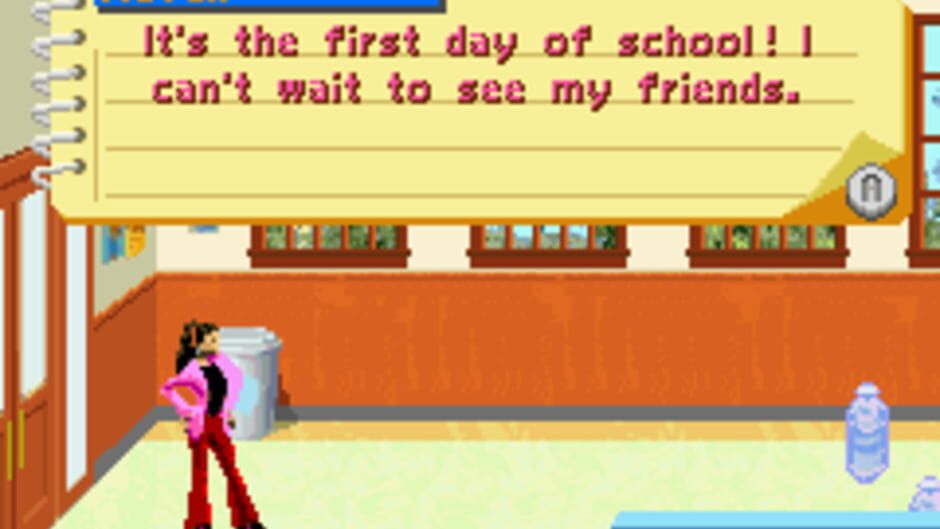 It's the first day of school! I
can't wait to see my friends.
A